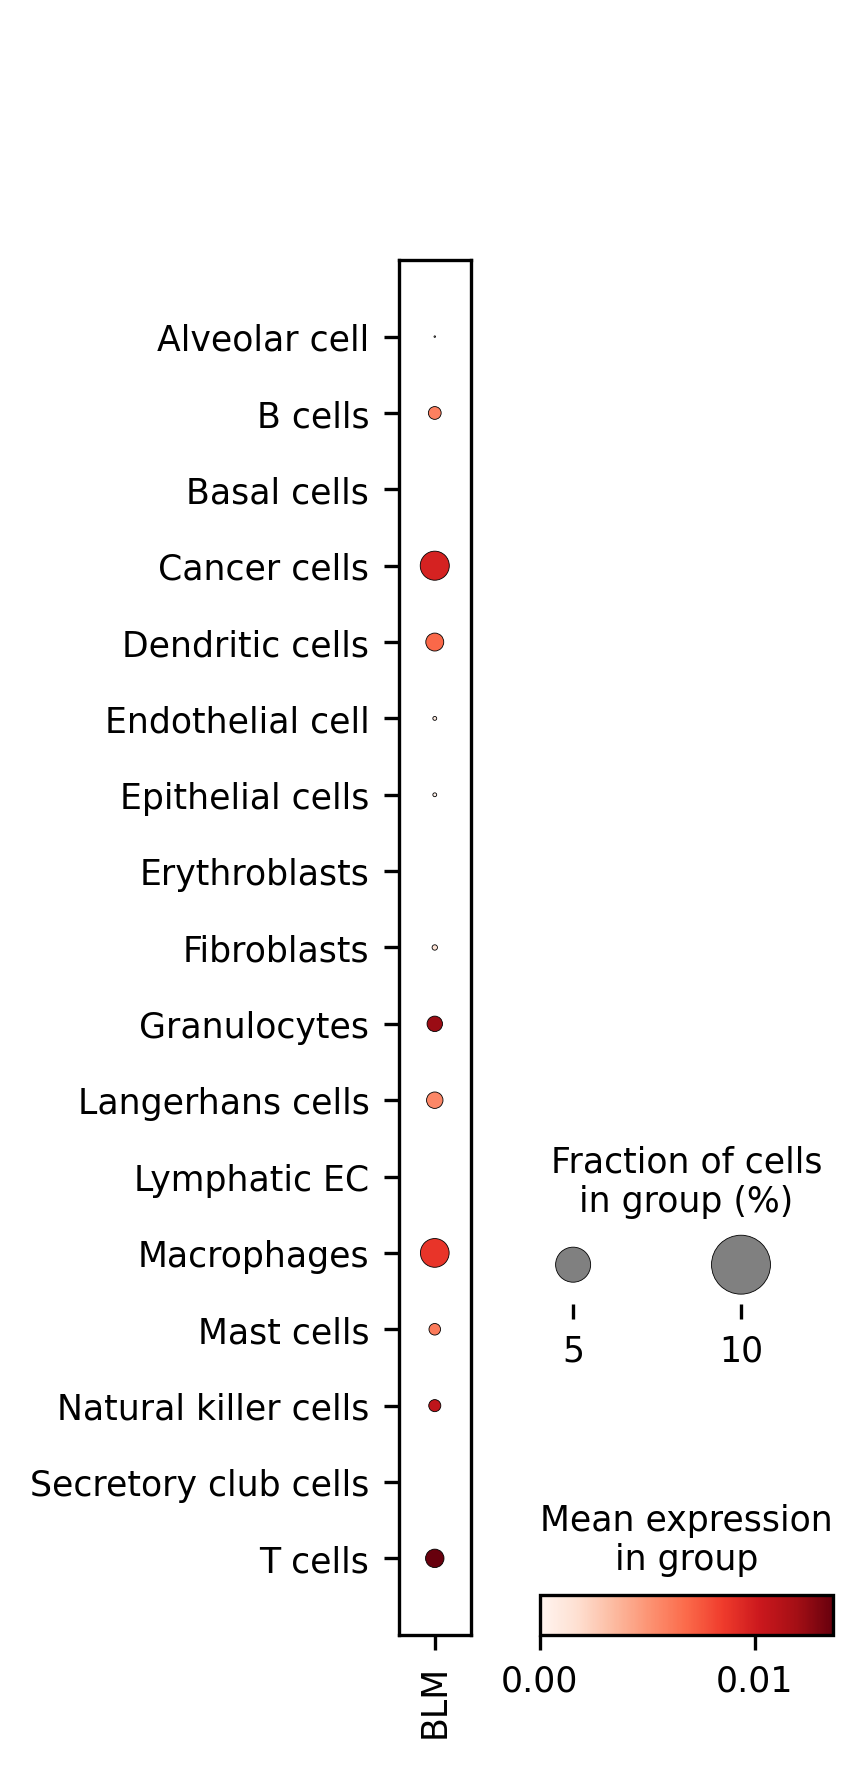 Alveolar cell
B cells
Basal cells
Cancer cells
Dendritic cells
Endothelial cell
Epithelial cells
Erythroblasts
Fibroblasts
Granulocytes
Langerhans cells
Lymphatic EC
Macrophages
Mast cells
Natural killer cells
Secretory club cells
T cells
BLM
Fraction of cells
in group (%)
5 10
Mean expression
in group
0.00 0.01